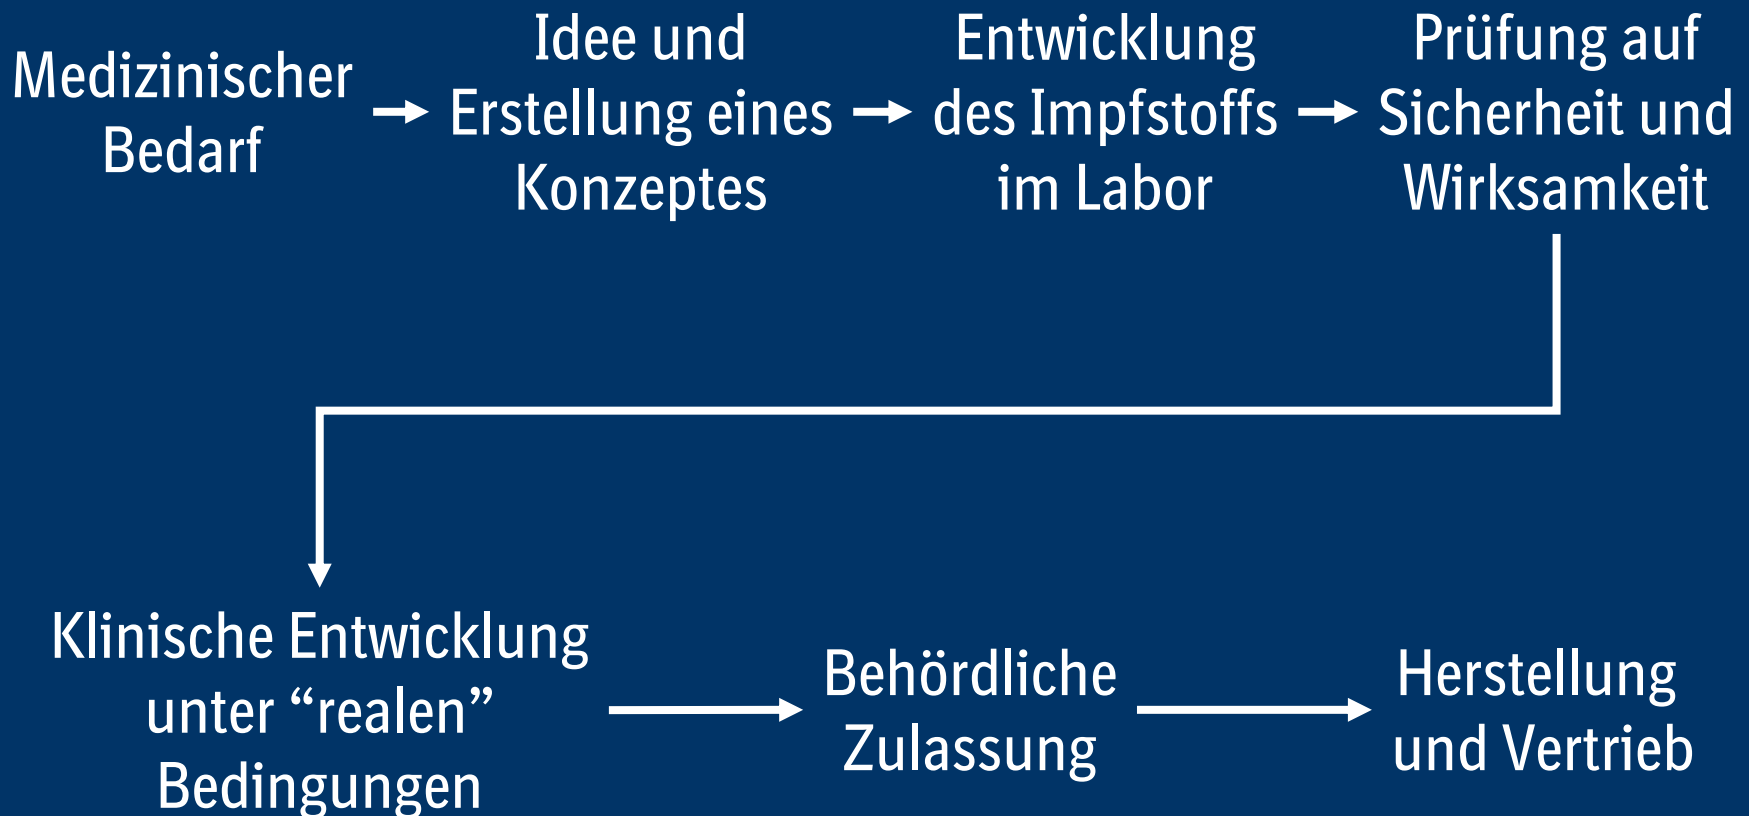 Medizinischer
Bedarf
Idee und
Erstellung eines
Konzeptes
Entwicklung
des Impfstoffs
im Labor
Prüfung auf
Sicherheit und
Wirksamkeit
Klinische Entwicklung
unter “realen”
Bedingungen
Behördliche
Zulassung
Herstellung
und Vertrieb